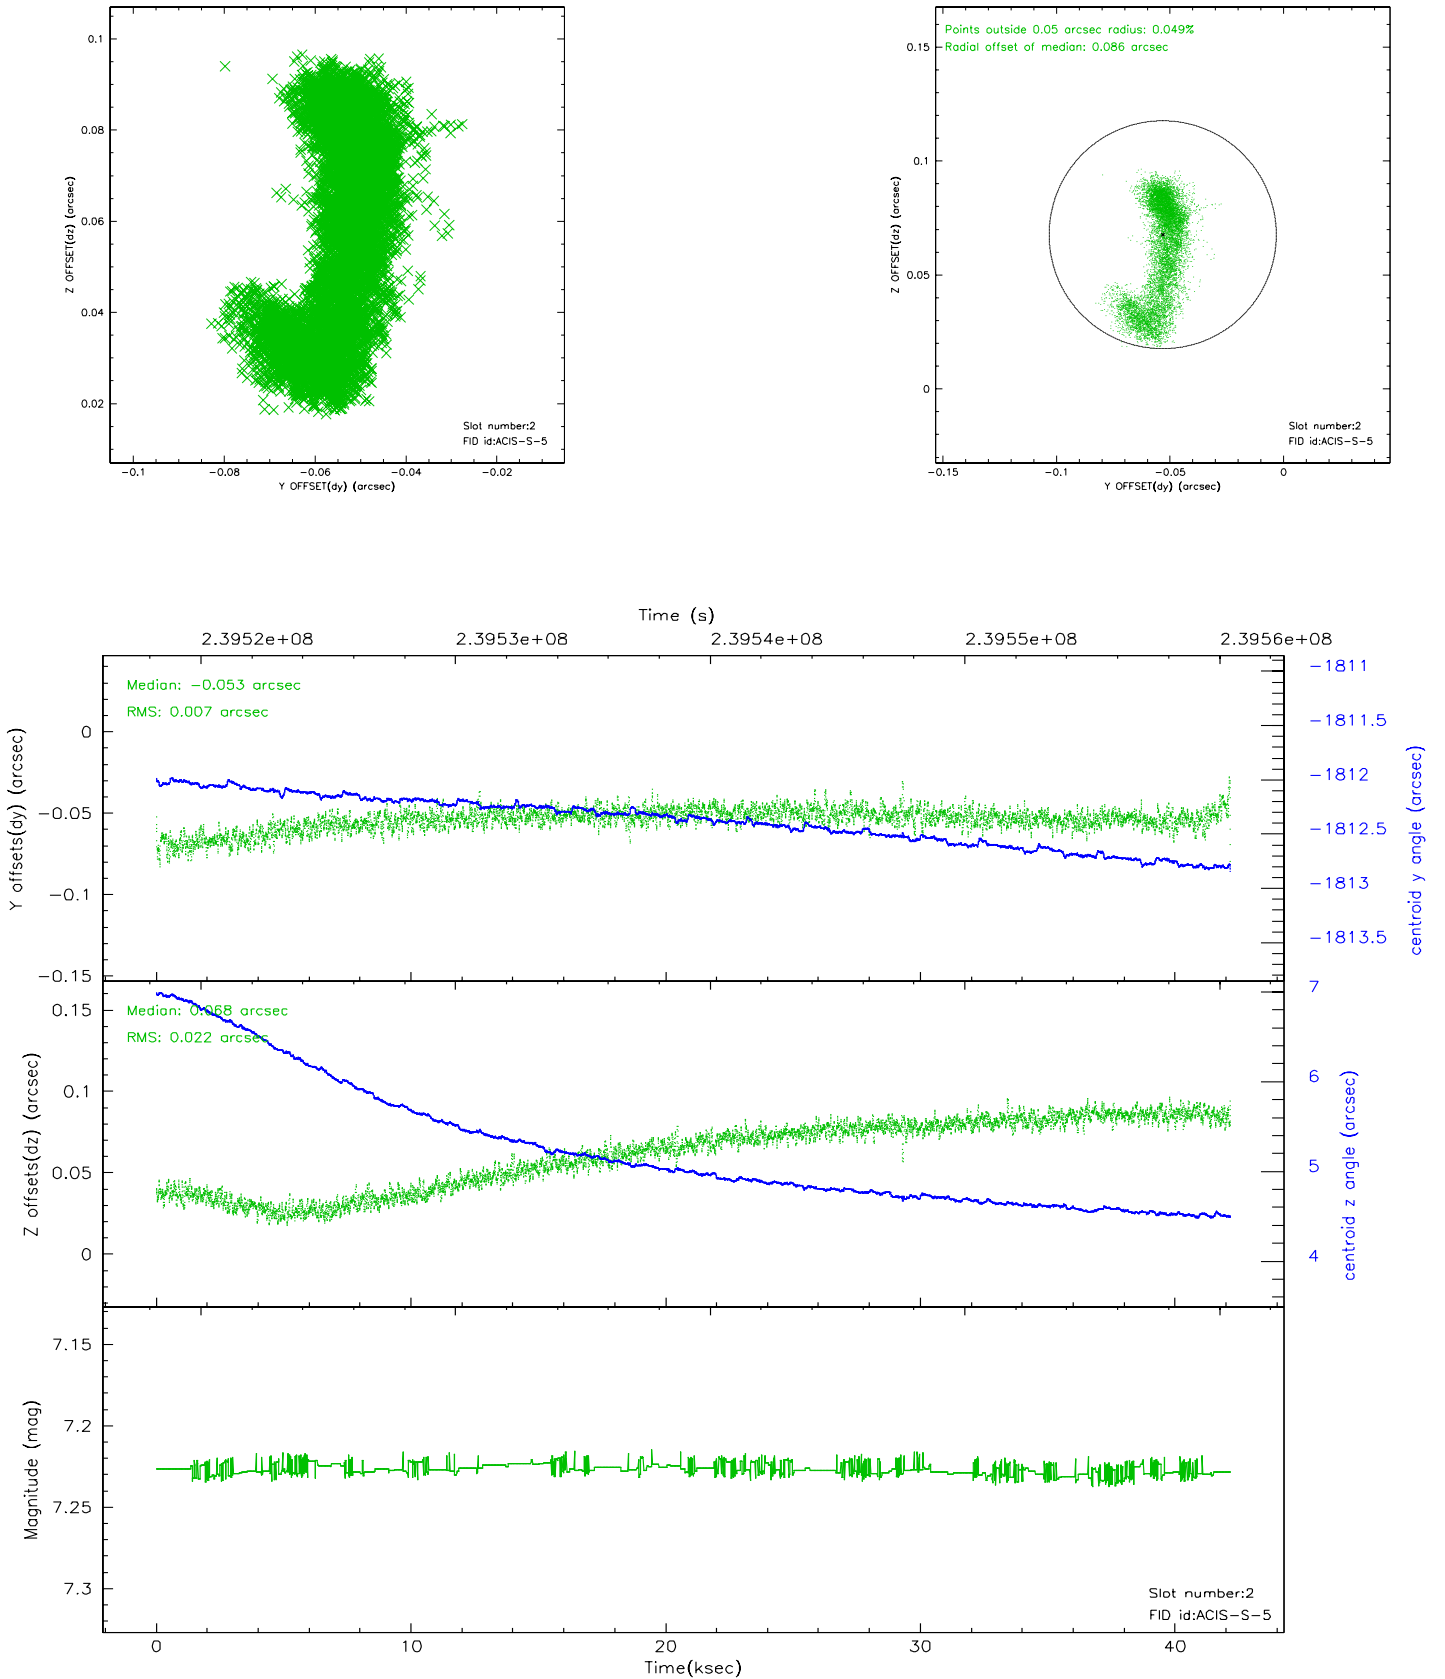 0.1
0.08
0.06
0.04
0.02
Z OFFSET(dz) (arcsec)
Slot number:2
FID id:ACIS-S-5
-0.1
-0.08
-0.06
-0.04
-0.02
Y OFFSET(dy) (arcsec)
Points outside 0.05 arcsec radius: 0.049%
Radial offset of median: 0.086 arcsec
0.15
0.1
0.05
0
Z OFFSET(dz) (arcsec)
Slot number:2
FID id:ACIS-S-5
-0.15
-0.1
-0.05
0
Y OFFSET(dy) (arcsec)
Time (s)
2.3952e+08
2.3953e+08
2.3954e+08
2.3955e+08
2.3956e+08
Median: -0.053 arcsec
RMS: 0.007 arcsec
0
-0.05
-0.1
-0.15
Y offsets(dy) (arcsec)
-1811
-1811.5
-1812
-1812.5
-1813
-1813.5
centroid y angle (arcsec)
Median: 0.068 arcsec
RMS: 0.022 arcsec
0.15
0.1
0.05
0
Z offsets(dz) (arcsec)
7
6
5
4
centroid z angle (arcsec)
7.15
7.2
7.25
7.3
Magnitude (mag)
Slot number:2
FID id:ACIS-S-5
0
10
20
30
40
Time(ksec)